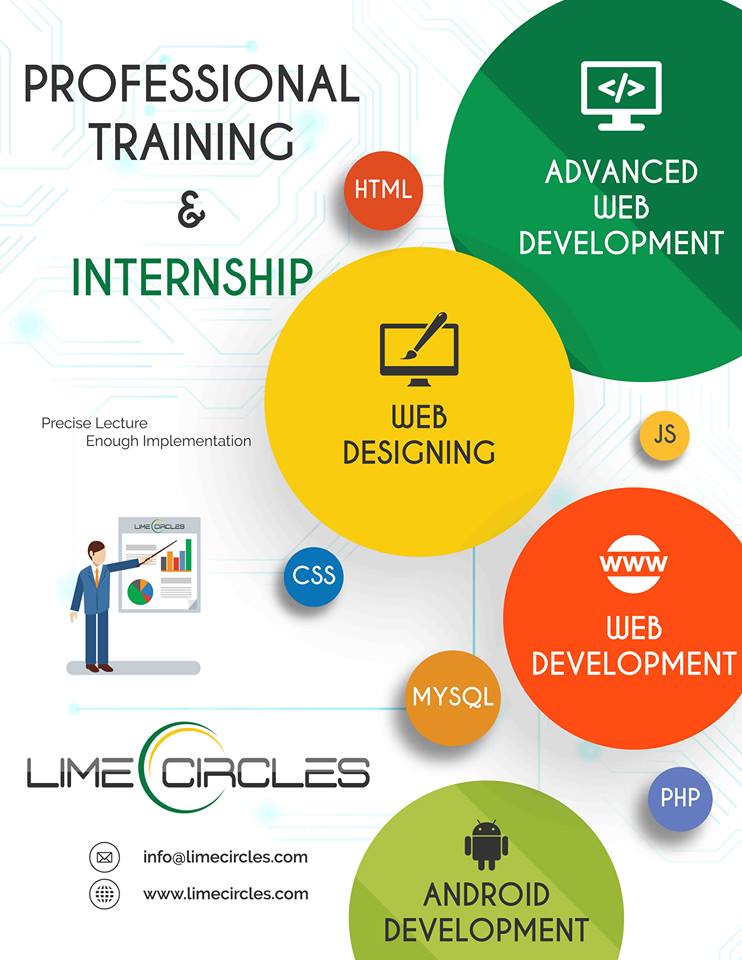 PROFESSIONAL
TRAINING
&
INTERNSHIP
HTML
</>
ADVANCED
WEB
DEVELOPMENT
WEB
DESIGNING
Precise Lecture
Enough Implementation
JS
LIME CIRCLES
CSS
WWW
WEB
DEVELOPMENT
MYSQL
LIME CIRCLES
PHP
info@limecircles.com
www.limecircles.com
ANDROID
DEVELOPMENT